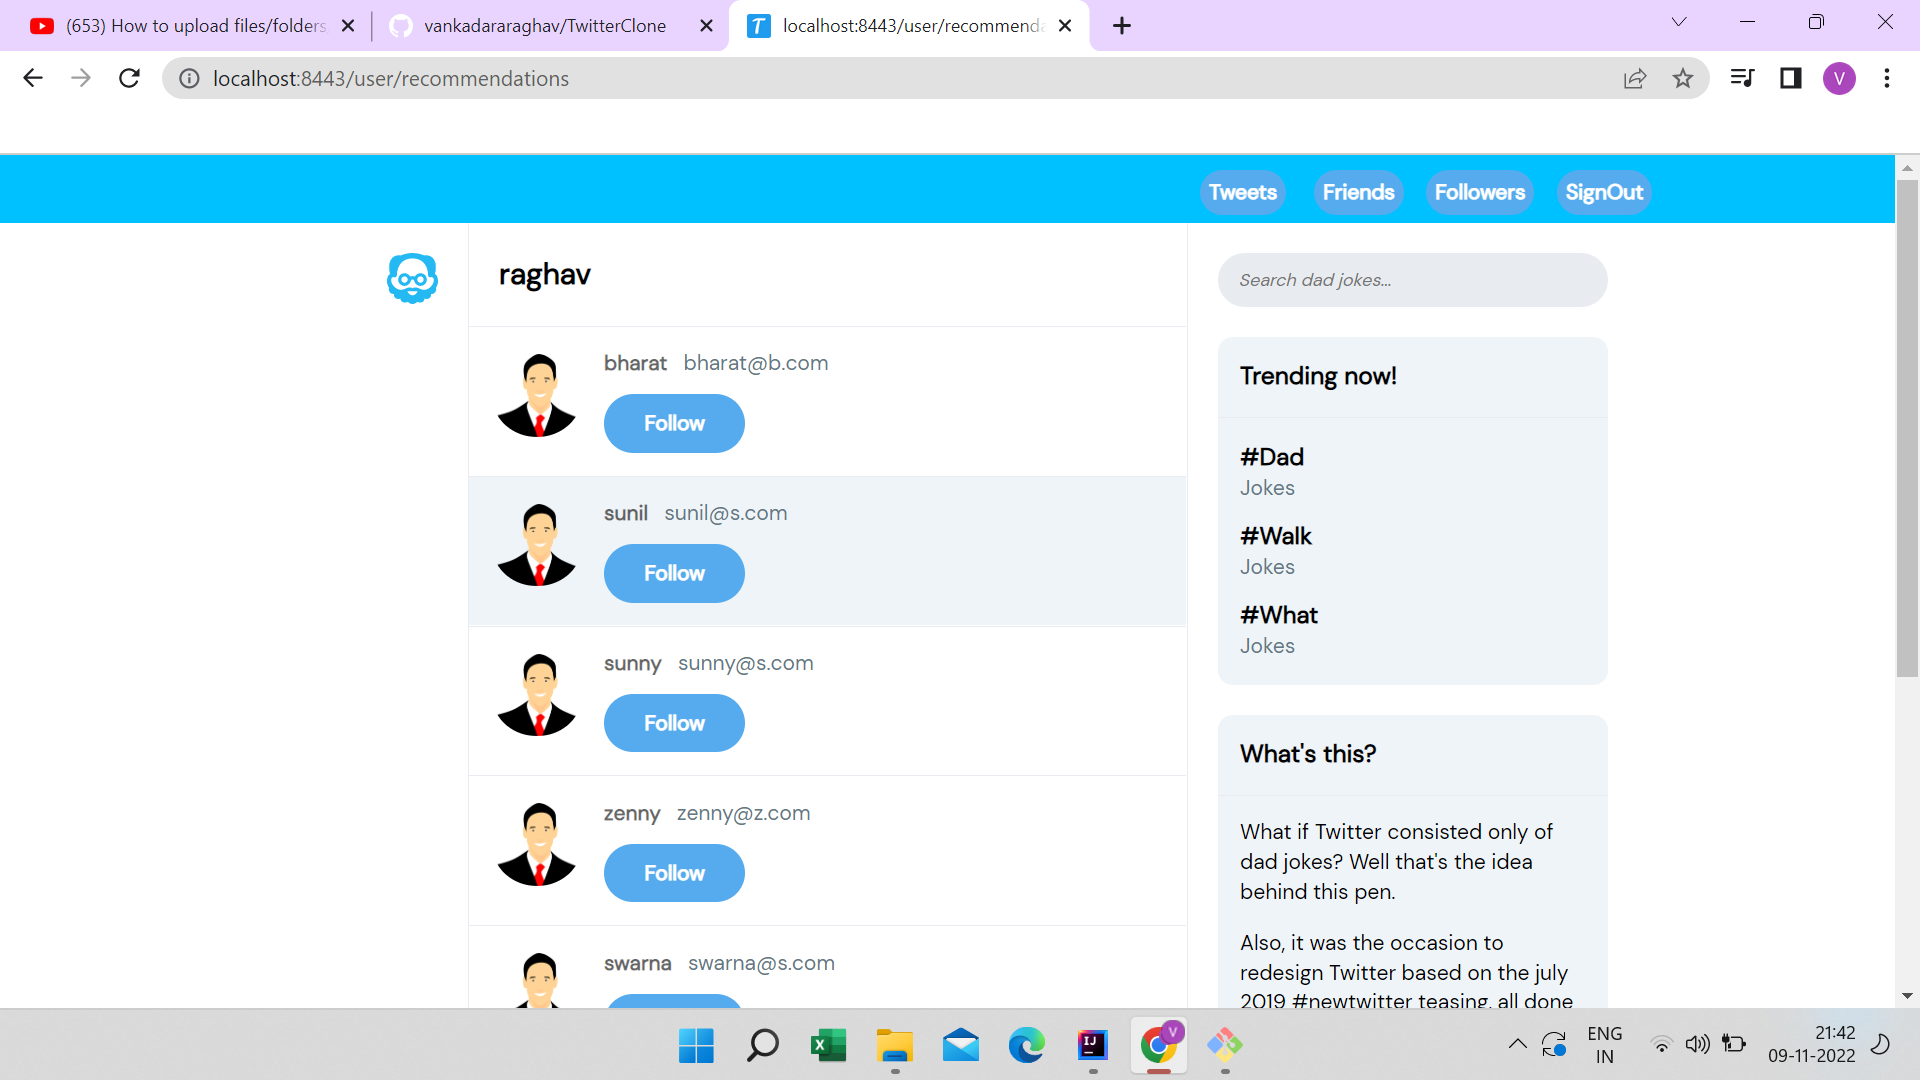 (653) How to upload files/folders
vankadararaghav/TwitterClone
localhost:8443/user/recommenda
localhost:8443/user/recommendations
V
Tweets
Friends
Followers
SignOut
raghav
Search dad jokes...
bharat bharat@b.com
Follow
sunil sunil@s.com
Follow
sunny sunny@s.com
Follow
zenny zenny@z.com
Follow
swarna swarna@s.com
Trending now!
#Dad
Jokes
#Walk
Jokes
#What
Jokes
What's this?
What if Twitter consisted only of
dad jokes? Well that's the idea
behind this pen.
Also, it was the occasion to
redesign Twitter based on the july
2019 #newtwitter teasing, all done
V
ENG
IN
21:42
09-11-2022